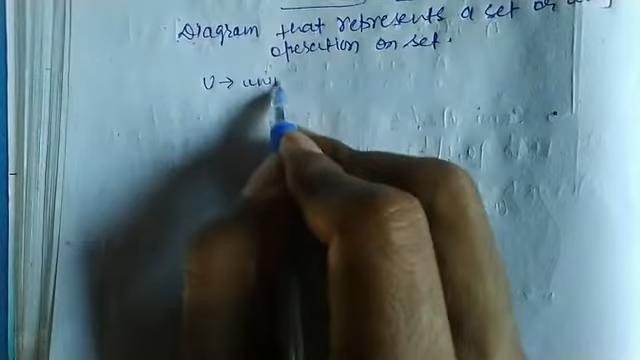 Diagram that represents a set or any
operation on set.
U → uni